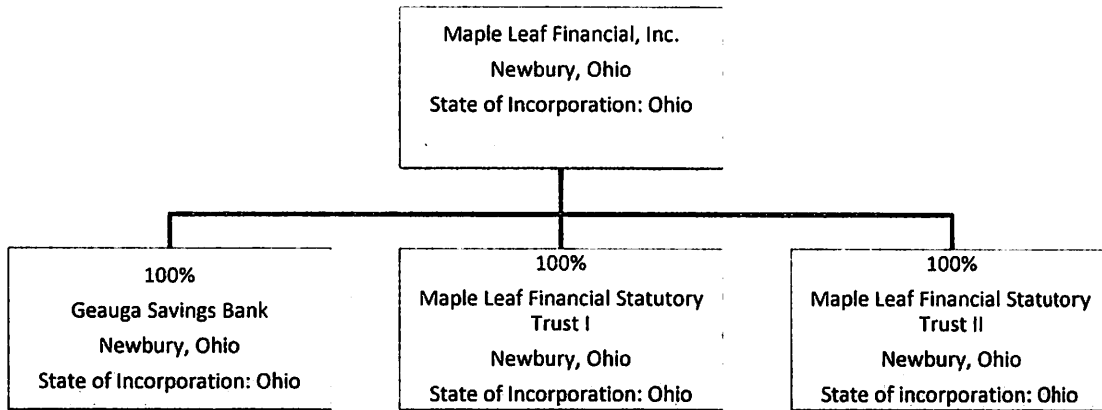 Maple Leaf Financial, Inc.
Newbury, Ohio
State of Incorporation: Ohio
100%
Geauga Savings Bank
Newbury, Ohio
State of Incorporation: Ohio
100%
Maple Leaf Financial Statutory
Trust I
Newbury, Ohio
State of Incorporation: Ohio
100%
Maple Leaf Financial Statutory
Trust II
Newbury, Ohio
State of incorporation: Ohio